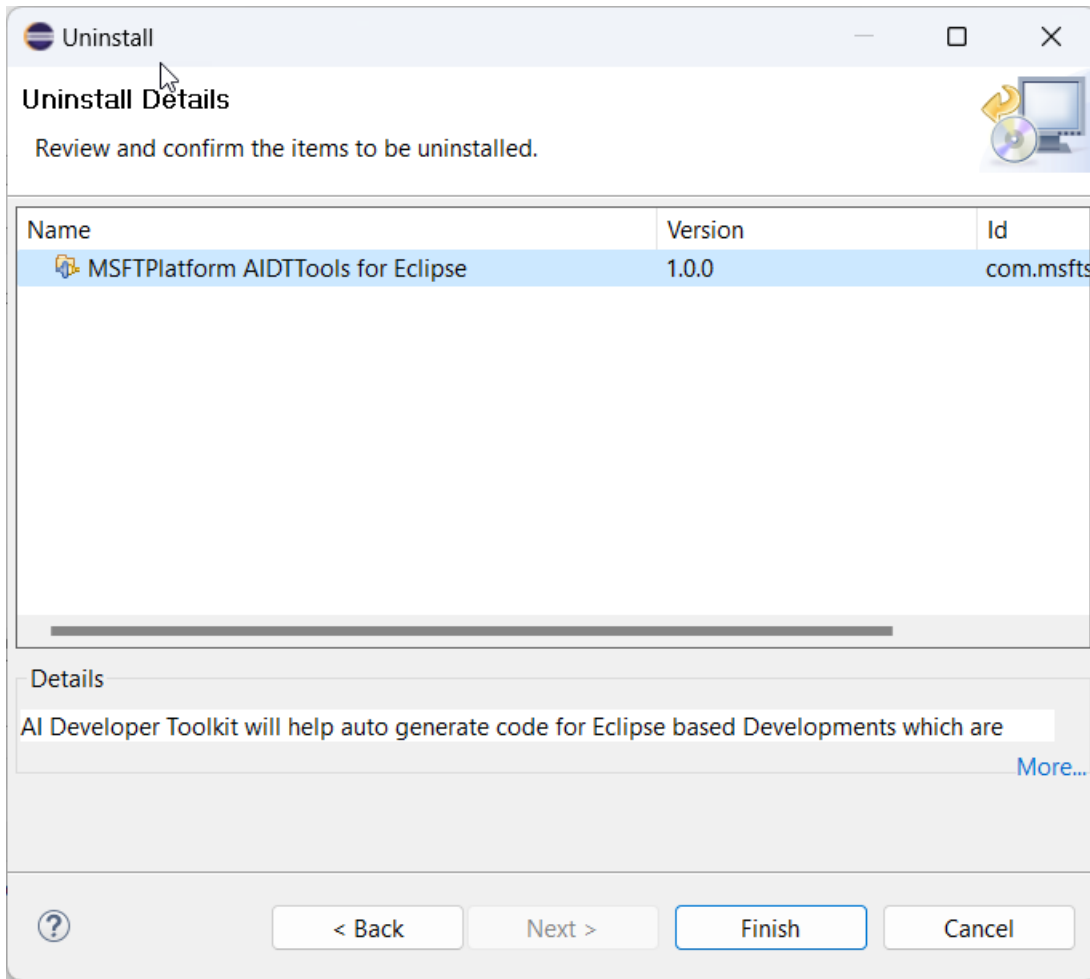 Uninstall
Uninstall Details
Review and confirm the items to be uninstalled.
Name Version Id
MSFTPlatform AIDTTools for Eclipse 1.0.0 com.msfts
Details
AI Developer Toolkit will help auto generate code for Eclipse based Developments which are
More...
?
< Back Next > Finish Cancel